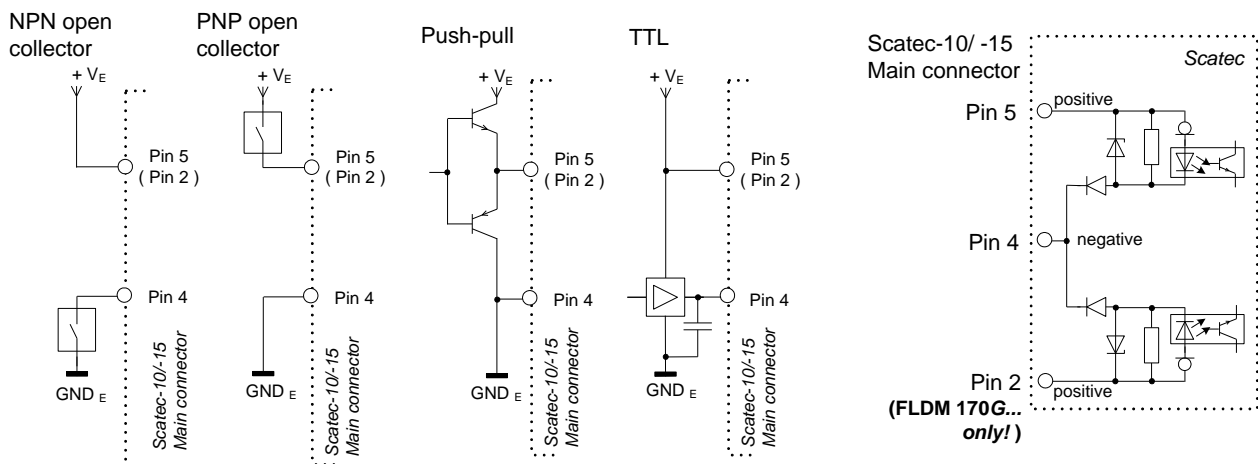 NPN open
collector
+ VE
Pin 5
( Pin 2 )
Pin 4
GND E
Scatec-10/-15
Main connector
PNP open
collector
+ VE
Pin 5
( Pin 2 )
Pin 4
GND E
Scatec-10/-15
Main connector
Push-pull
+ VE
Pin 5
( Pin 2 )
Pin 4
Scatec-10/-15
Main connector
TTL
+ VE
Pin 5
( Pin 2 )
Pin 4
GND E
Scatec-10/-15
Main connector
Scatec-10/ -15
Main connector
Scatec
Pin 5
positive
Pin 4
negative
Pin 2
positive
(FLDM 170G...
only! )